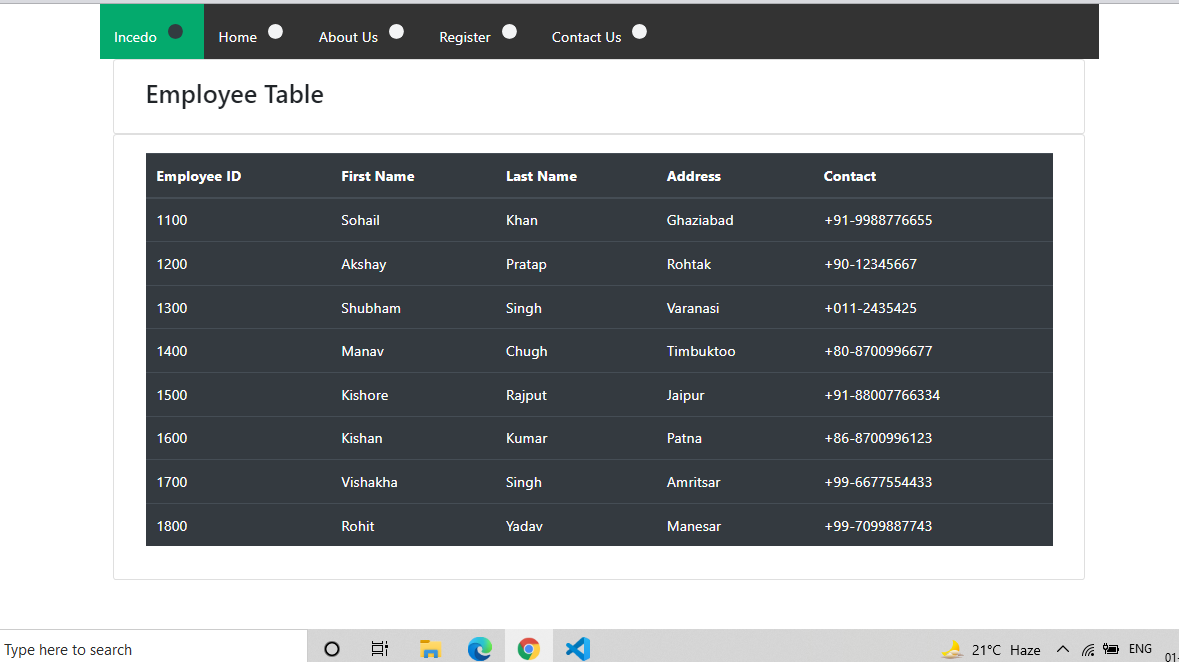 Incedo Home About Us Register Contact Us
Employee Table
Employee ID First Name Last Name Address Contact
1100 Sohail Khan Ghaziabad +91-9988776655
1200 Akshay Pratap Rohtak +90-12345667
1300 Shubham Singh Varanasi +011-2435425
1400 Manav Chugh Timbuktoo +80-8700996677
1500 Kishore Rajput Jaipur +91-88007766334
1600 Kishan Kumar Patna +86-8700996123
1700 Vishakha Singh Amritsar +99-6677554433
1800 Rohit Yadav Manesar +99-7099887743
Type here to search 21°C Haze ENG